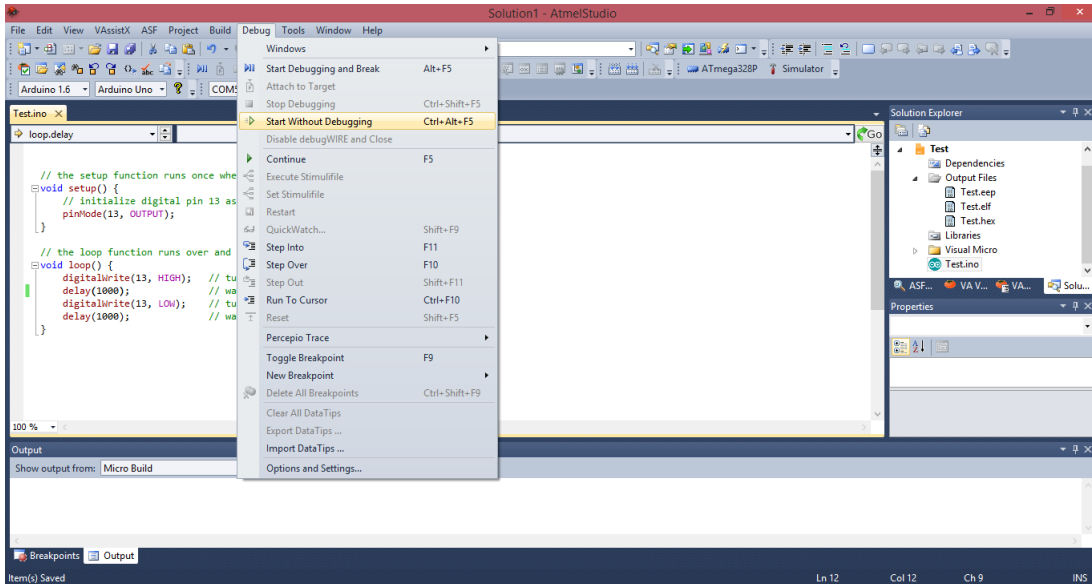 Solution1 - AtmelStudio
File Edit View VAssistX ASF Project Build Debug Tools Window Help
ATmega328P Simulator
Arduino 1.6 Arduino Uno
Test.ino
loop.delay
Go
// the setup function runs once
void setup() {
// initialize digital pin 13 as
pinMode(13, OUTPUT);
}
// the loop function runs over and
void loop() {
digitalWrite(13, HIGH); //
delay(1000); //
digitalWrite(13, LOW); //
delay(1000); //
}
100 %
Windows
Start Debugging and Break Alt+F5
Attach to Target
Stop Debugging Ctrl+Shift+F5
Start Without Debugging Ctrl+Alt+F5
Disable debugWIRE and Close
Continue F5
Execute Stimulifile
Set Stimulifile
Restart
QuickWatch... Shift+F9
Step Into F11
Step Over F10
Step Out Shift+F11
Run To Cursor Ctrl+F10
Reset Shift+F5
Percepio Trace
Toggle Breakpoint F9
New Breakpoint
Delete All Breakpoints Ctrl+Shift+F9
Clear All DataTips
Export DataTips ...
Import DataTips ...
Options and Settings...
Solution Explorer
Test
Dependencies
Output Files
Test.eep
Test.elf
Test.hex
Libraries
Visual Micro
Test.ino
ASF... VA V... VA... Solu...
Properties
Output
Show output from: Micro Build
Breakpoints Output
Item(s) Saved Ln 12 Col 12 Ch 9 INS